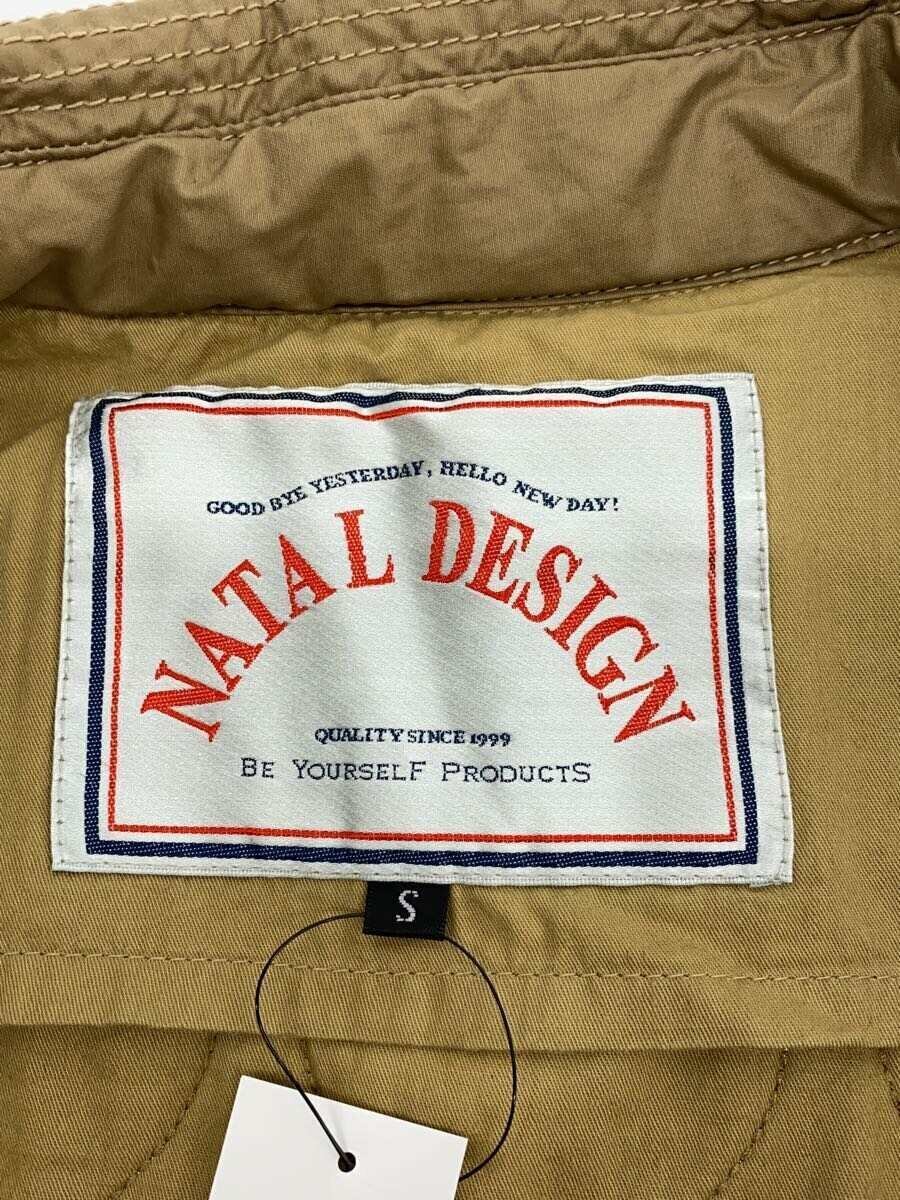 GOOD BYE YESTERDAY, HELLO NEW DAY!
NATAL DESIGN
QUALITY SINCE 1999
BE YOURSELF PRODUCTS
S